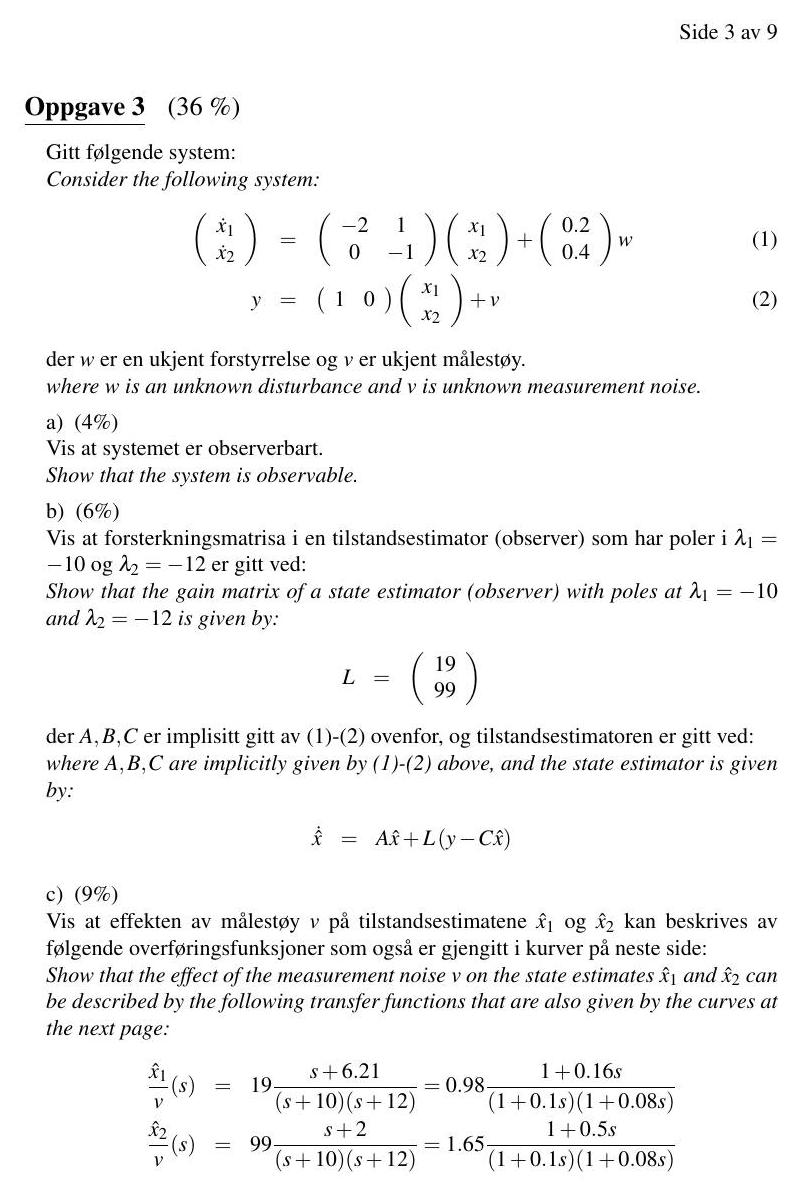 Side 3 av 9
Oppgave 3 (36 %)
Gitt følgende system:
Consider the following system:
( ẋ1 ; ẋ2 ) = ( −2 1 ; 0 −1 ) ( x1 ; x2 ) + ( 0.2 ; 0.4 ) w (1)
y = ( 1 0 ) ( x1 ; x2 ) + v (2)
der w er en ukjent forstyrrelse og v er ukjent målestøy.
where w is an unknown disturbance and v is unknown measurement noise.
a) (4%)
Vis at systemet er observerbart.
Show that the system is observable.
b) (6%)
Vis at forsterkningsmatrisa i en tilstandsestimator (observer) som har poler i λ1 =
−10 og λ2 = −12 er gitt ved:
Show that the gain matrix of a state estimator (observer) with poles at λ1 = −10
and λ2 = −12 is given by:
L = ( 19 ; 99 )
der A,B,C er implisitt gitt av (1)-(2) ovenfor, og tilstandsestimatoren er gitt ved:
where A,B,C are implicitly given by (1)-(2) above, and the state estimator is given
by:
x̂̇ = Ax̂ + L(y − Cx̂)
c) (9%)
Vis at effekten av målestøy v på tilstandsestimatene x̂1 og x̂2 kan beskrives av
følgende overføringsfunksjoner som også er gjengitt i kurver på neste side:
Show that the effect of the measurement noise v on the state estimates x̂1 and x̂2 can
be described by the following transfer functions that are also given by the curves at
the next page:
x̂1/v (s) = 19 (s+6.21)/((s+10)(s+12)) = 0.98 (1+0.16s)/((1+0.1s)(1+0.08s))
x̂2/v (s) = 99 (s+2)/((s+10)(s+12)) = 1.65 (1+0.5s)/((1+0.1s)(1+0.08s))